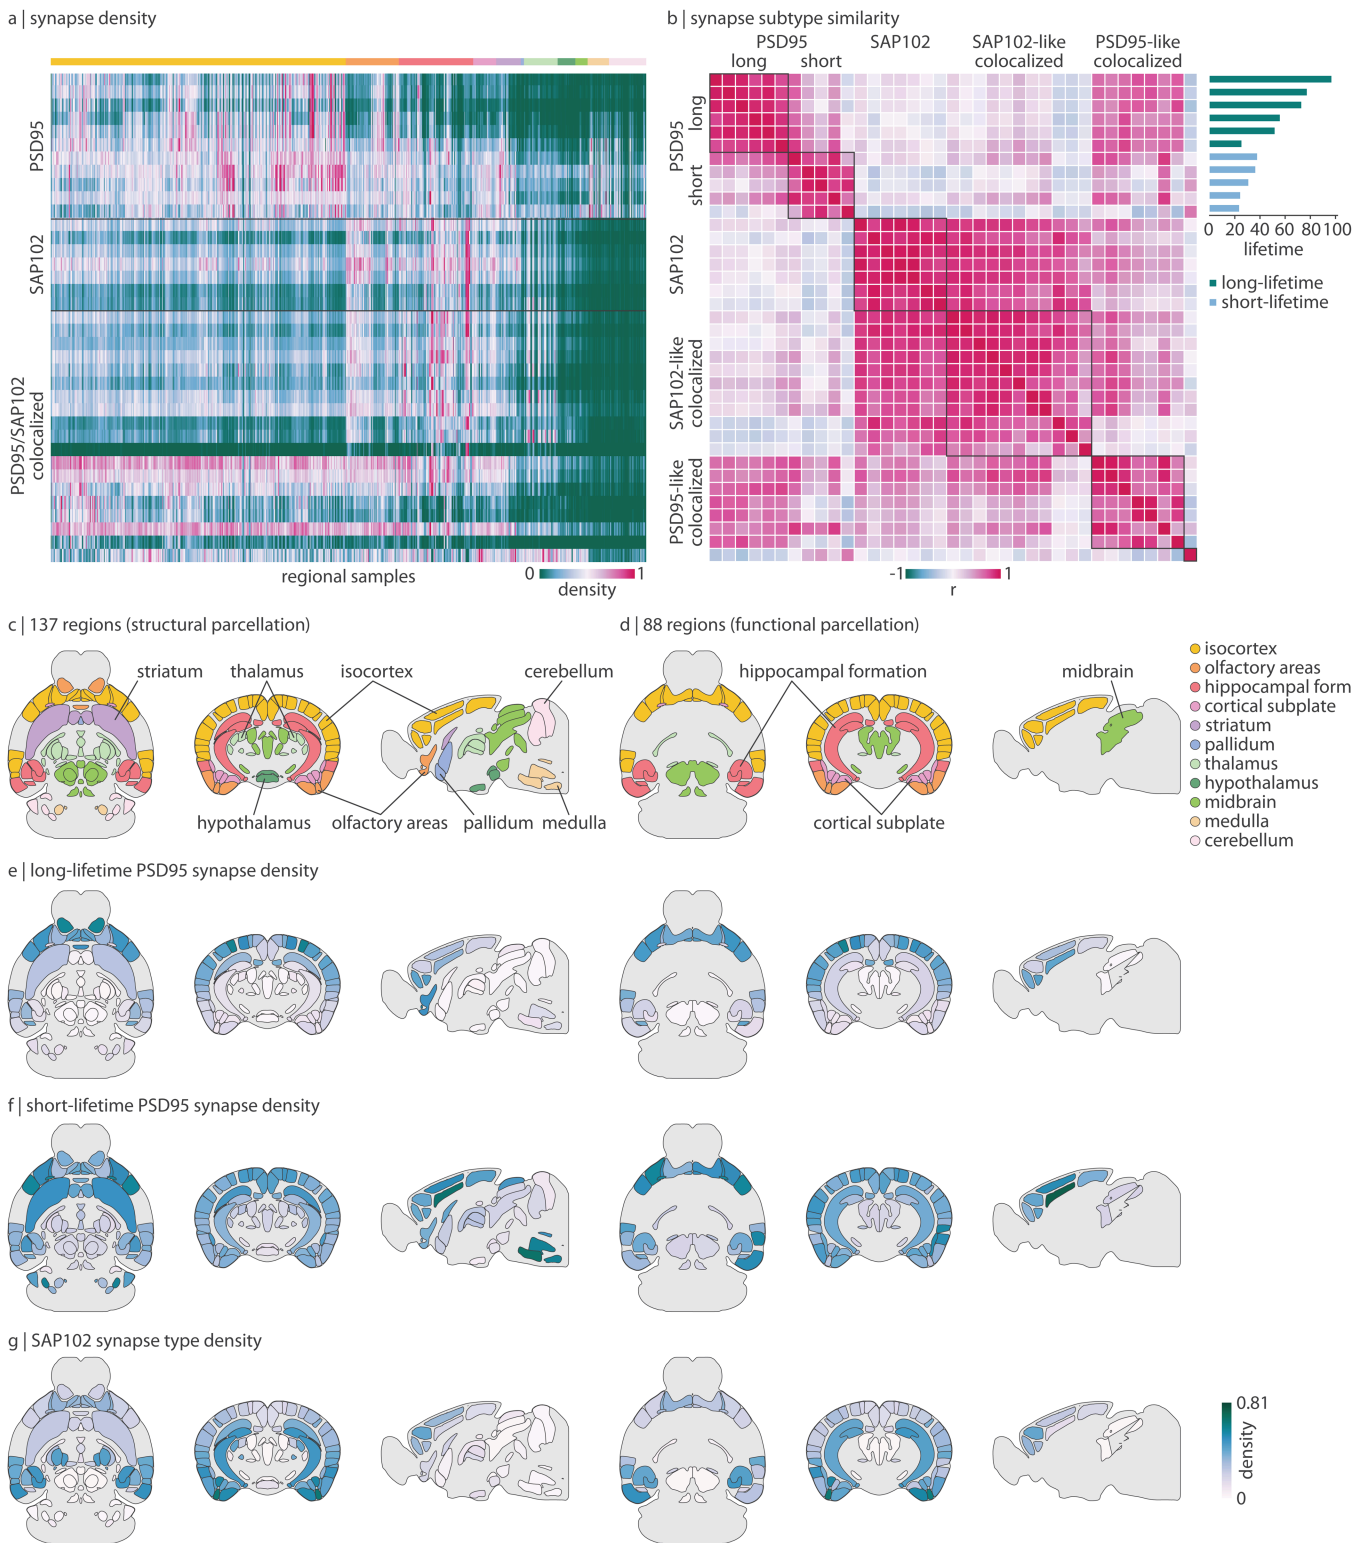 a | synapse density
PSD95
SAP102
PSD95/SAP102
colocalized
regional samples
0
1
density
b | synapse subtype similarity
PSD95
SAP102
SAP102-like
colocalized
PSD95-like
colocalized
long
short
PSD95
long
short
SAP102
SAP102-like
colocalized
PSD95-like
colocalized
-1
1
r
0 20 40 60 80 100
lifetime
long-lifetime
short-lifetime
c | 137 regions (structural parcellation)
striatum
thalamus
isocortex
cerebellum
hypothalamus
olfactory areas
pallidum
medulla
d | 88 regions (functional parcellation)
hippocampal formation
midbrain
cortical subplate
isocortex
olfactory areas
hippocampal form
cortical subplate
striatum
pallidum
thalamus
hypothalamus
midbrain
medulla
cerebellum
e | long-lifetime PSD95 synapse density
f | short-lifetime PSD95 synapse density
g | SAP102 synapse type density
0.81
density
0